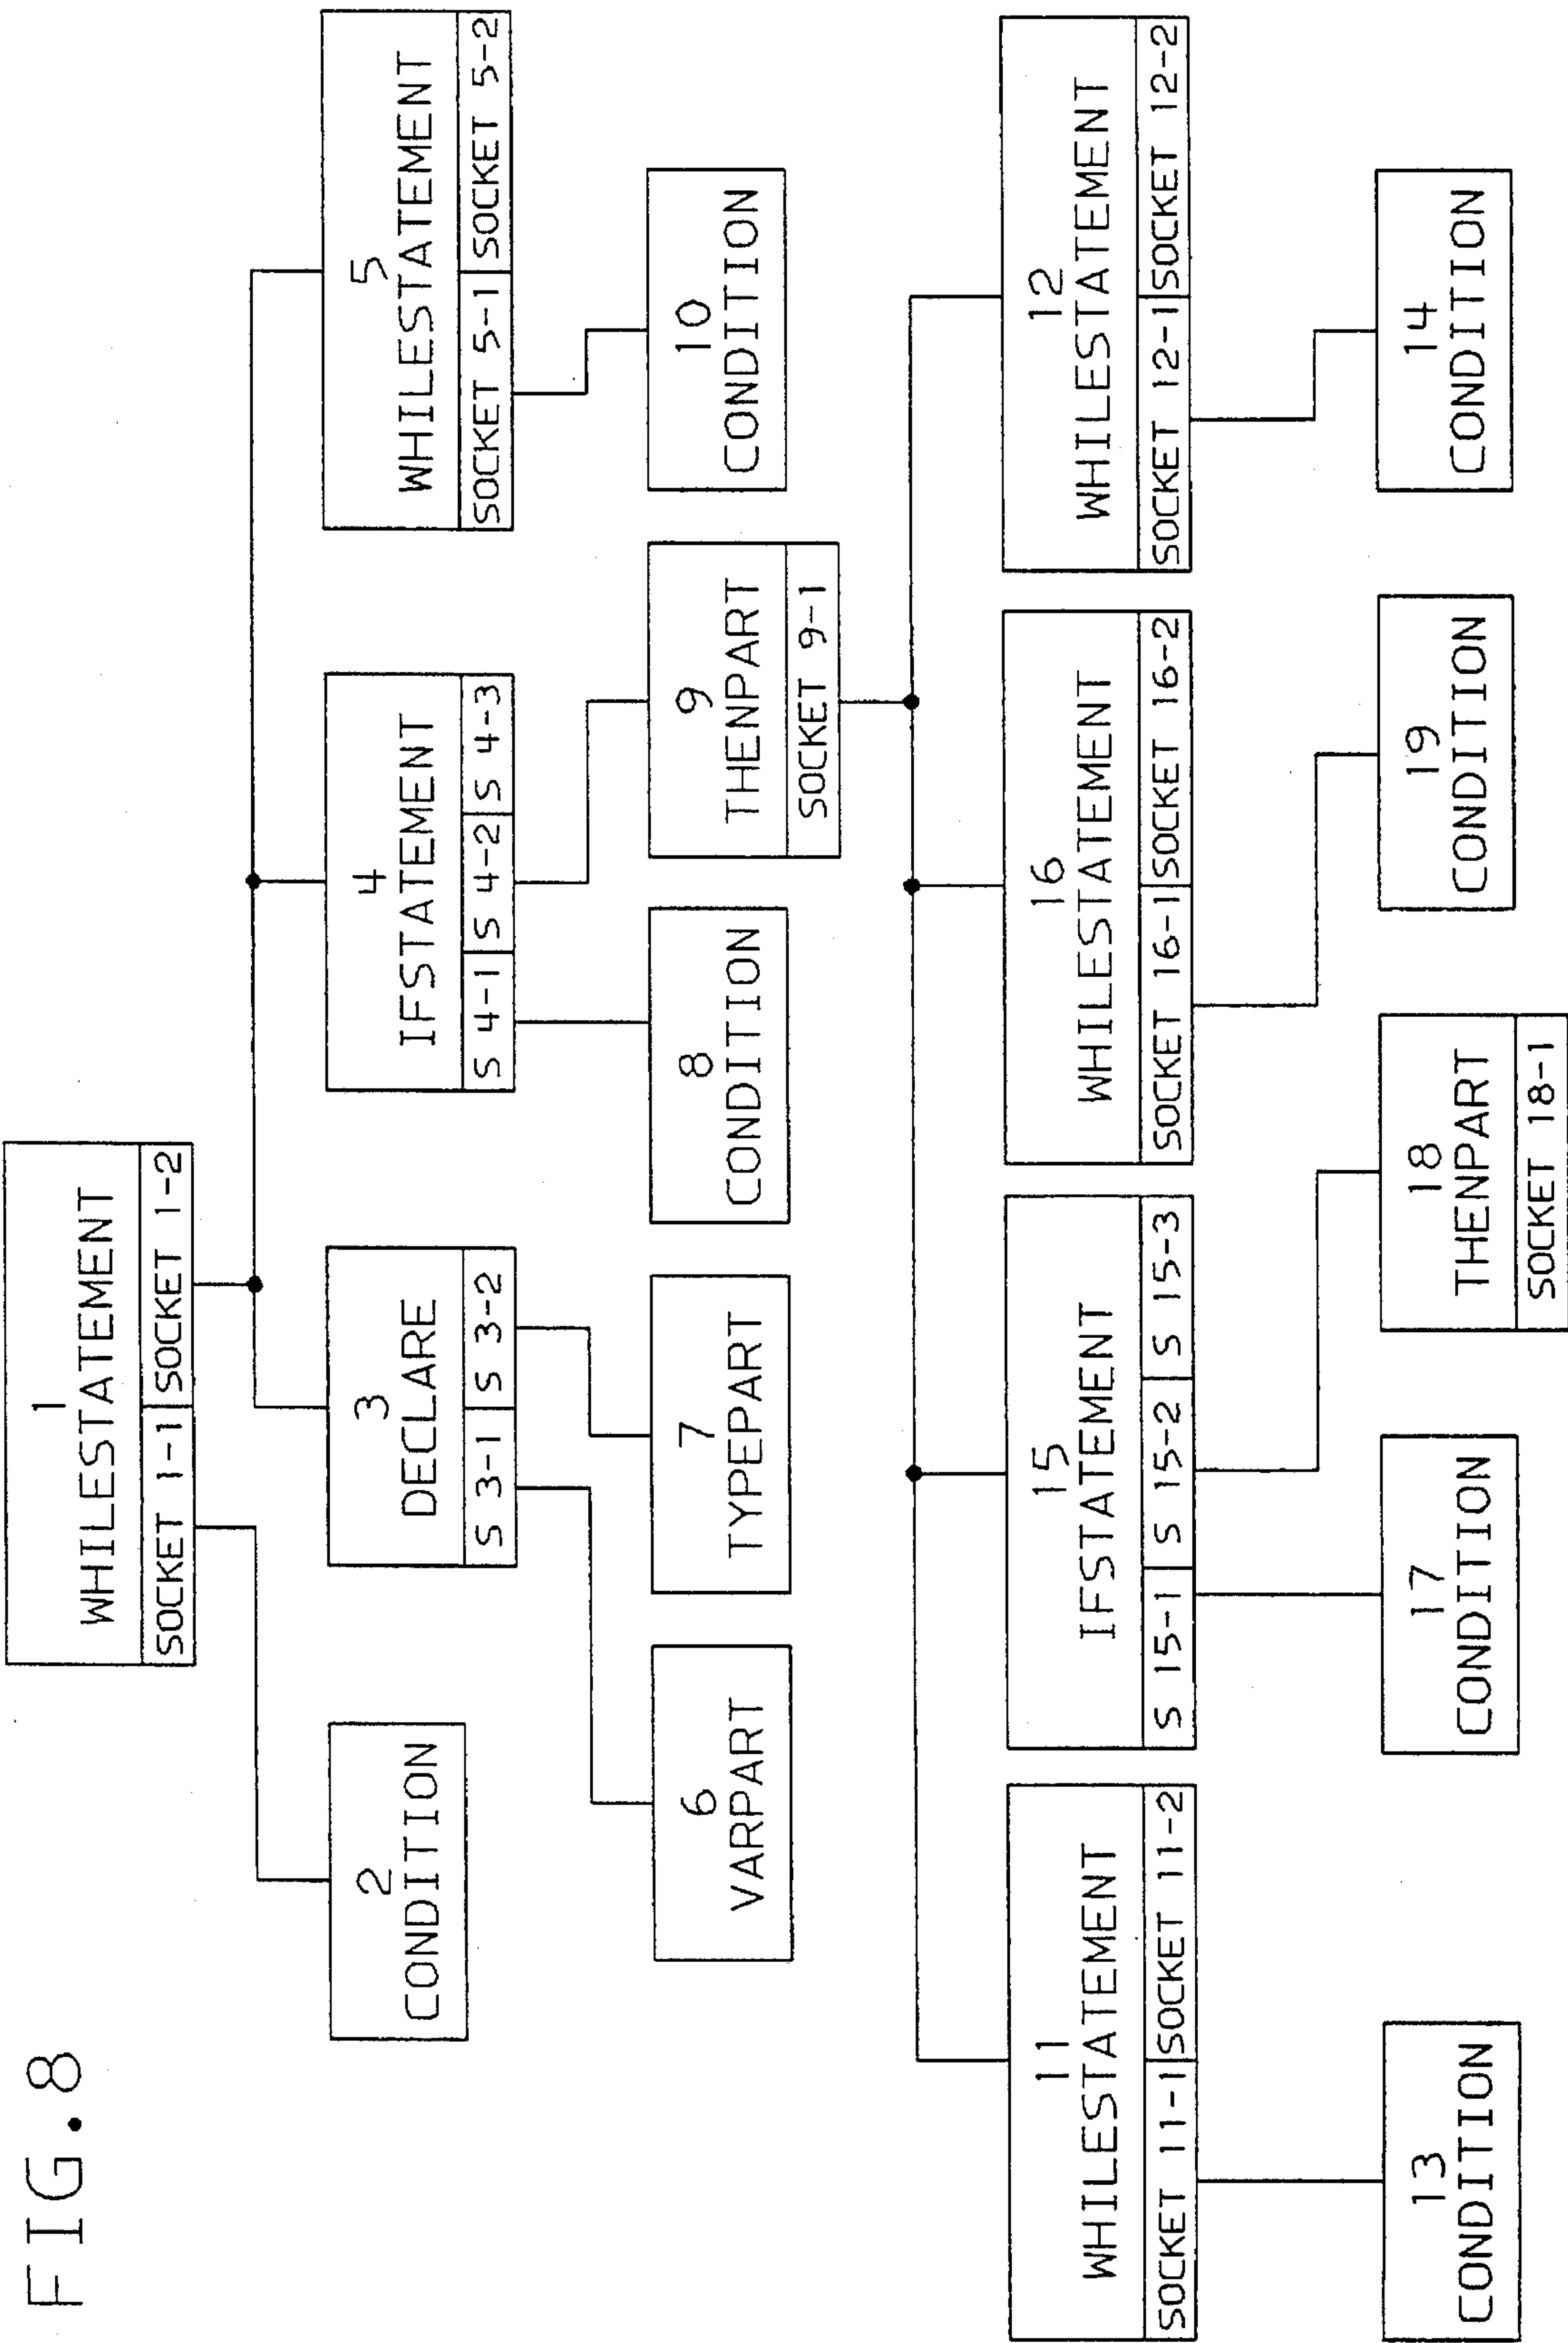 FIG.8
1
WHILESTATEMENT
SOCKET 1-1 SOCKET 1-2
2
CONDITION
3
DECLARE
S 3-1 S 3-2
4
IFSTATEMENT
S 4-1 S 4-2 S 4-3
5
WHILESTATEMENT
SOCKET 5-1 SOCKET 5-2
6
VARPART
7
TYPEPART
8
CONDITION
9
THENPART
SOCKET 9-1
10
CONDITION
11
WHILESTATEMENT
SOCKET 11-1 SOCKET 11-2
15
IFSTATEMENT
S 15-1 S 15-2 S 15-3
16
WHILESTATEMENT
SOCKET 16-1 SOCKET 16-2
12
WHILESTATEMENT
SOCKET 12-1 SOCKET 12-2
13
CONDITION
17
CONDITION
18
THENPART
SOCKET 18-1
19
CONDITION
14
CONDITION